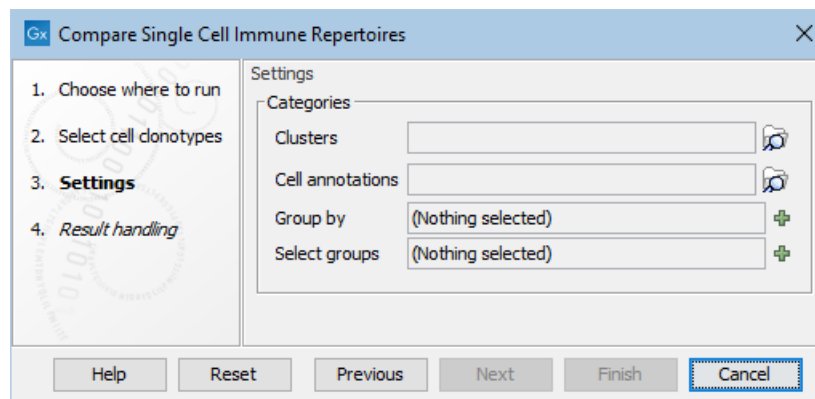 Gx Compare Single Cell Immune Repertoires
1. Choose where to run
2. Select cell clonotypes
3. Settings
4. Result handling
Settings
Categories
Clusters
Cell annotations
Group by (Nothing selected)
Select groups (Nothing selected)
Help Reset Previous Next Finish Cancel